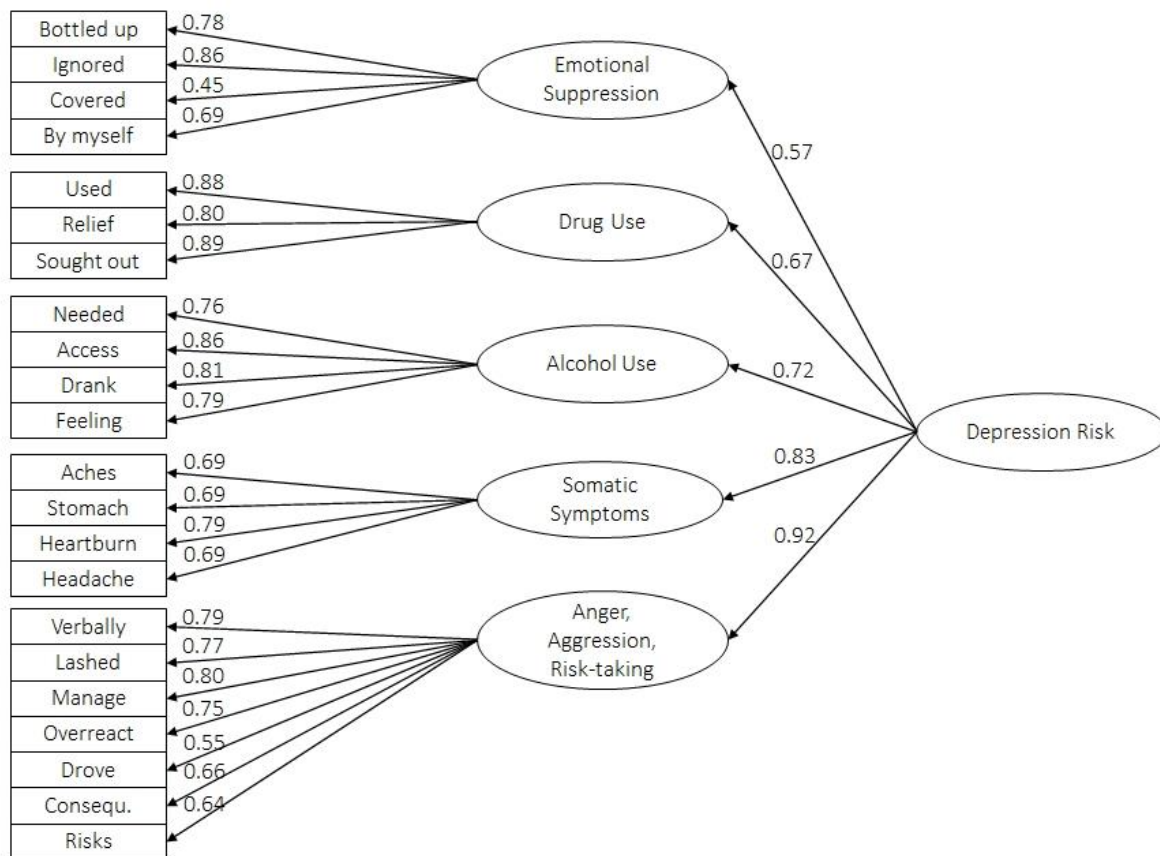 Bottled up
Ignored
Covered
By myself
0.78
0.86
0.45
0.69
Emotional
Suppression
0.57
Used
Relief
Sought out
0.88
0.80
0.89
Drug Use
0.67
Needed
Access
Drank
Feeling
0.76
0.86
0.81
0.79
Alcohol Use
0.72
Depression Risk
Aches
Stomach
Heartburn
Headache
0.69
0.69
0.79
0.69
Somatic
Symptoms
0.83
Verbally
Lashed
Manage
Overreact
Drove
Consequ.
Risks
0.79
0.77
0.80
0.75
0.55
0.66
0.64
Anger,
Aggression,
Risk-taking
0.92